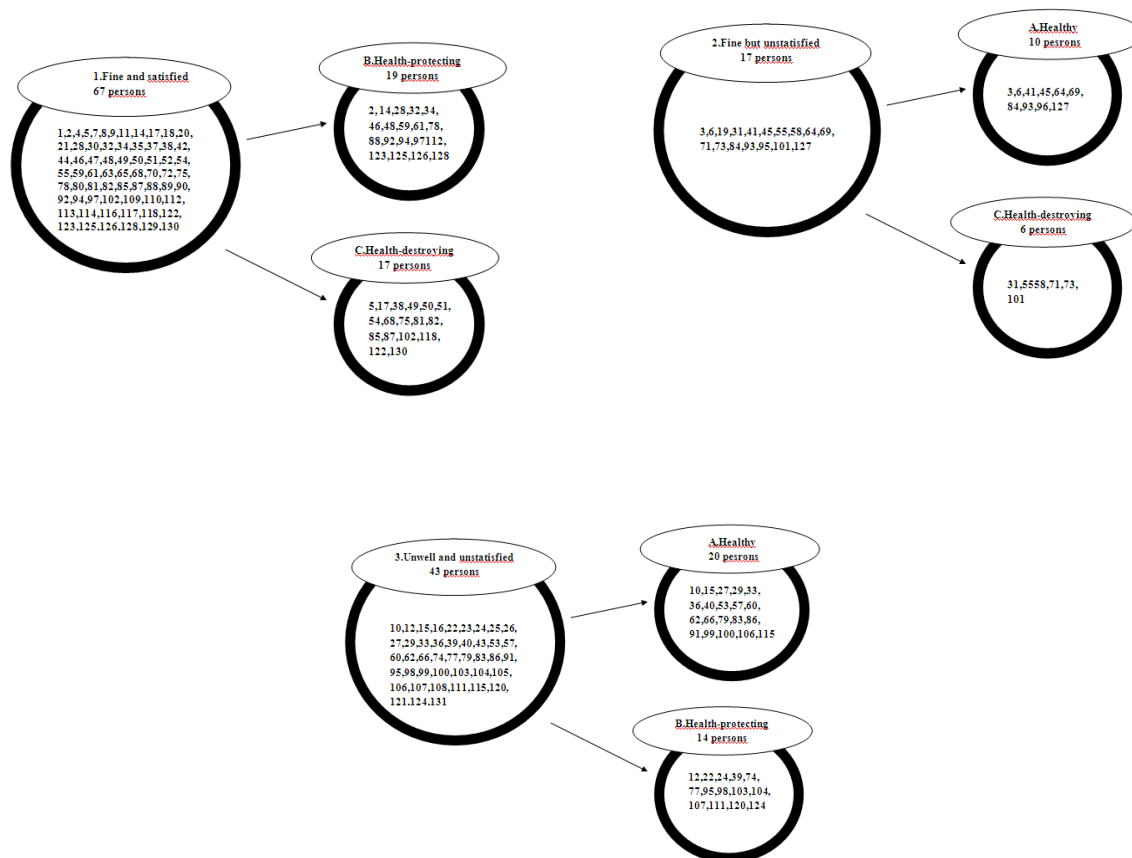 1.Fine and satisfied
67 persons
1,2,4,5,7,8,9,11,14,17,18,20,
21,28,30,32,34,35,37,38,42,
44,46,47,48,49,50,51,52,54,
55,59,61,63,65,68,70,72,75,
78,80,81,82,85,87,88,89,90,
92,94,97,102,109,110,112,
113,114,116,117,118,122,
123,125,126,128,129,130
B.Health-protecting
19 persons
2, 14,28,32,34,
46,48,59,61,78,
88,92,94,97112,
123,125,126,128
C.Health-destroying
17 persons
5,17,38,49,50,51,
54,68,75,81,82,
85,87,102,118,
122,130
2.Fine but unstatisfied
17 persons
3,6,19,31,41,45,55,58,64,69,
71,73,84,93,95,101,127
A.Healthy
10 pesrons
3,6,41,45,64,69,
84,93,96,127
C.Health-destroying
6 persons
31,5558,71,73,
101
3.Unwell and unstatisfied
43 persons
10,12,15,16,22,23,24,25,26,
27,29,33,36,39,40,43,53,57,
60,62,66,74,77,79,83,86,91,
95,98,99,100,103,104,105,
106,107,108,111,115,120,
121,124,131
A.Healthy
20 pesrons
10,15,27,29,33,
36,40,53,57,60,
62,66,79,83,86,
91,99,100,106,115
B.Health-protecting
14 persons
12,22,24,39,74,
77,95,98,103,104,
107,111,120,124